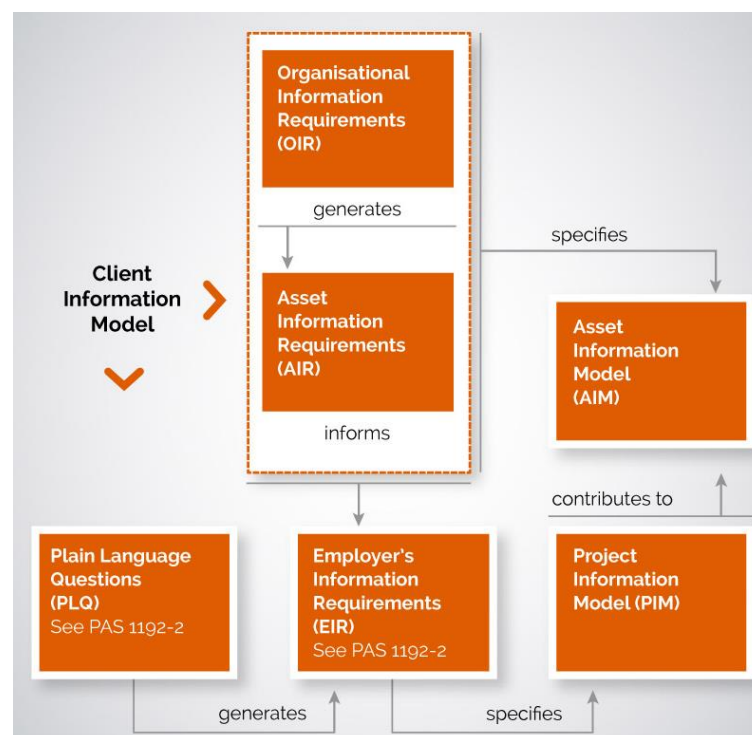 Organisational
Information
Requirements
(OIR)
generates
specifies
Client
Information
Model
Asset
Information
Requirements
(AIR)
Asset
Information
Model
(AIM)
informs
contributes to
Plain Language
Questions
(PLQ)
See PAS 1192-2
Employer's
Information
Requirements
(EIR)
See PAS 1192-2
Project
Information
Model (PIM)
generates
specifies